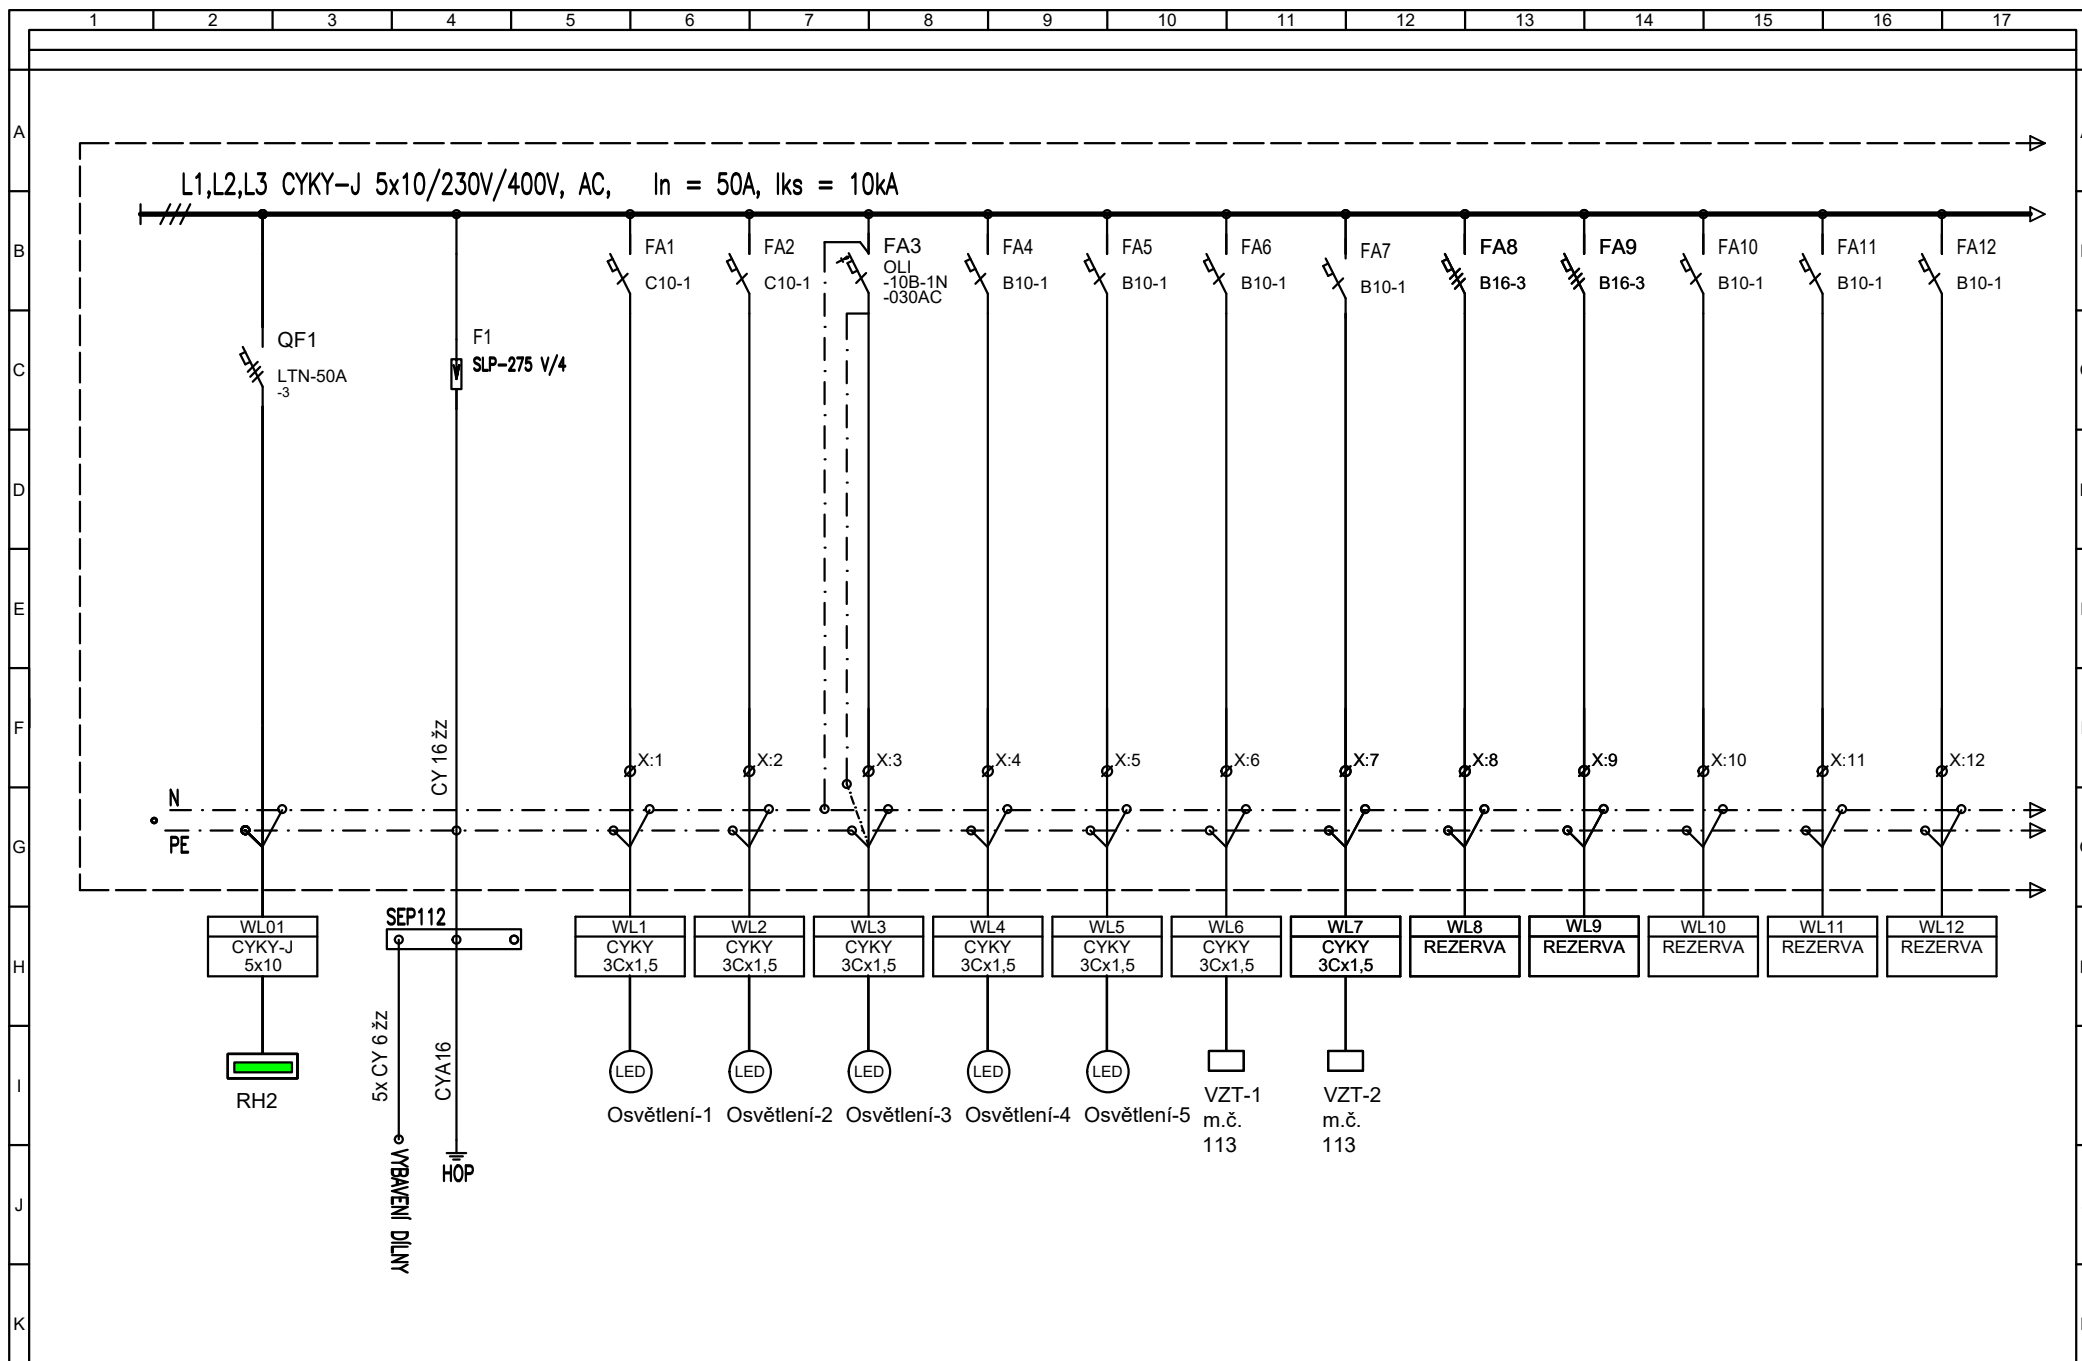 1 2 3 4 5 6 7 8 9 10 11 12 13 14 15 16 17
A
L1,L2,L3 CYKY-J 5x10/230V/400V, AC, In = 50A, Iks = 10kA
B
FA1
C10-1
FA2
C10-1
FA3
OLI
-10B-1N
-030AC
FA4
B10-1
FA5
B10-1
FA6
B10-1
FA7
B10-1
FA8
B16-3
FA9
B16-3
FA10
B10-1
FA11
B10-1
FA12
B10-1
C
QF1
LTN-50A
-3
F1
SLP-275 V/4
D
E
F
CY 16 žz
X:1 X:2 X:3 X:4 X:5 X:6 X:7 X:8 X:9 X:10 X:11 X:12
N
PE
G
H
WL01
CYKY-J
5x10
SEP112
WL1
CYKY
3Cx1,5
WL2
CYKY
3Cx1,5
WL3
CYKY
3Cx1,5
WL4
CYKY
3Cx1,5
WL5
CYKY
3Cx1,5
WL6
CYKY
3Cx1,5
WL7
CYKY
3Cx1,5
WL8
REZERVA
WL9
REZERVA
WL10
REZERVA
WL11
REZERVA
WL12
REZERVA
I
RH2
5x CY 6 žz
CYA16
LED
Osvětlení-1
LED
Osvětlení-2
LED
Osvětlení-3
LED
Osvětlení-4
LED
Osvětlení-5
VZT-1
m.č.
113
VZT-2
m.č.
113
J
VYBAVENÍ DÍLNY
HOP
K